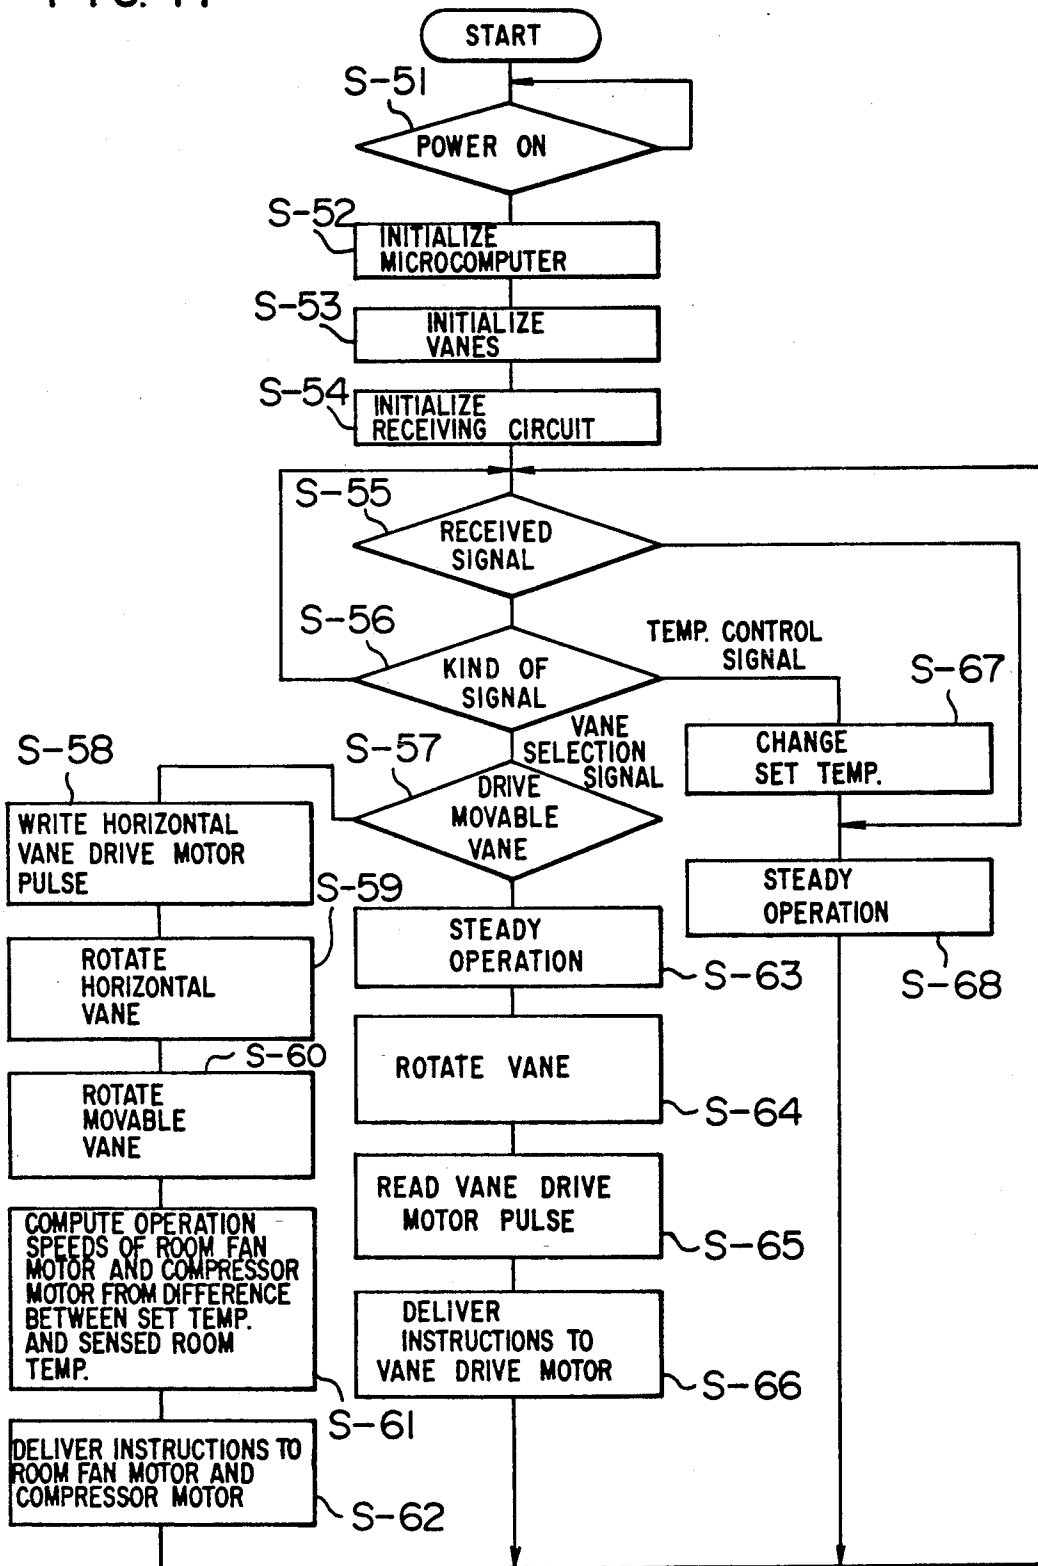 START
S-51
POWER ON
S-52
INITIALIZE
MICROCOMPUTER
S-53
INITIALIZE
VANES
S-54
INITIALIZE
RECEIVING CIRCUIT
S-55
RECEIVED
SIGNAL
S-56
KIND OF
SIGNAL
TEMP. CONTROL
SIGNAL
S-67
CHANGE
SET TEMP.
VANE
SELECTION
SIGNAL
S-57
DRIVE
MOVABLE
VANE
S-58
WRITE HORIZONTAL
VANE DRIVE MOTOR
PULSE
S-59
ROTATE
HORIZONTAL
VANE
S-60
ROTATE
MOVABLE
VANE
COMPUTE OPERATION
SPEEDS OF ROOM FAN
MOTOR AND COMPRESSOR
MOTOR FROM DIFFERENCE
BETWEEN SET TEMP.
AND SENSED ROOM
TEMP.
S-61
DELIVER INSTRUCTIONS TO
ROOM FAN MOTOR AND
COMPRESSOR MOTOR
S-62
STEADY
OPERATION
S-63
ROTATE VANE
S-64
READ VANE DRIVE
MOTOR PULSE
S-65
DELIVER
INSTRUCTIONS TO
VANE DRIVE MOTOR
S-66
STEADY
OPERATION
S-68